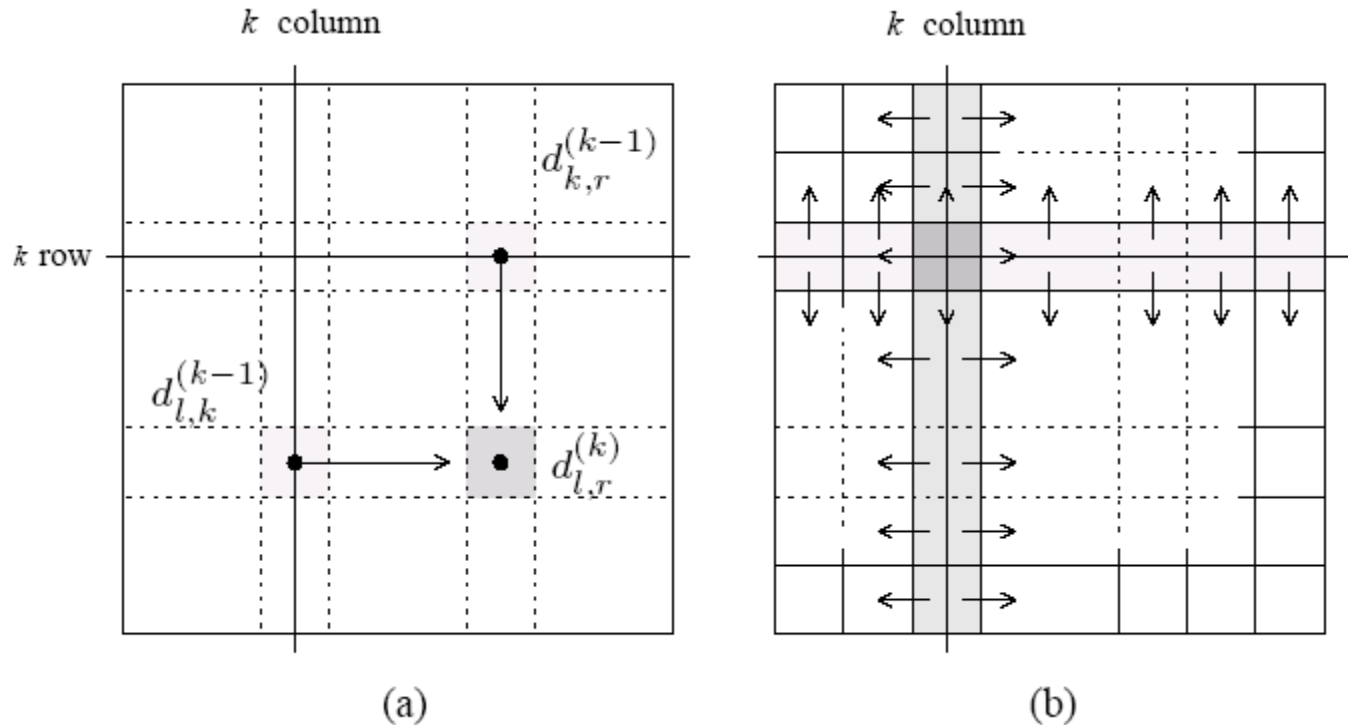 k column
k column
d_{k,r}^{(k-1)}
k row
d_{l,k}^{(k-1)}
d_{l,r}^{(k)}
(a)
(b)